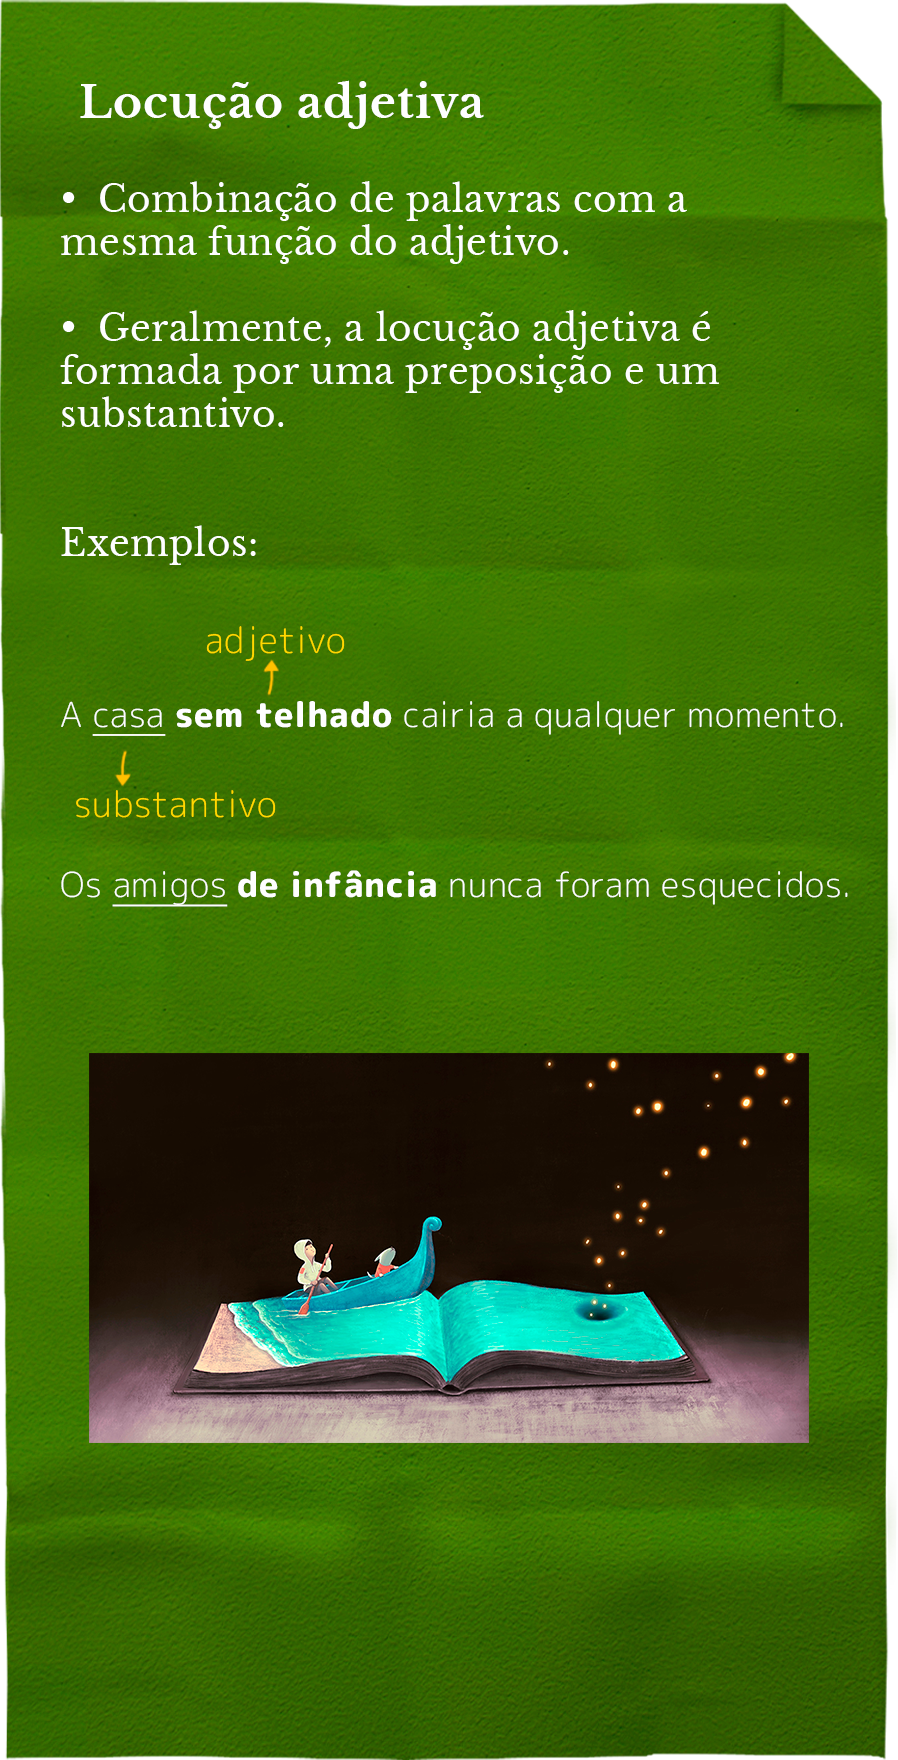 Locução adjetiva
• Combinação de palavras com a
mesma função do adjetivo.
• Geralmente, a locução adjetiva é
formada por uma preposição e um
substantivo.
Exemplos:
adjetivo
A casa sem telhado cairia a qualquer momento.
substantivo
Os amigos de infância nunca foram esquecidos.